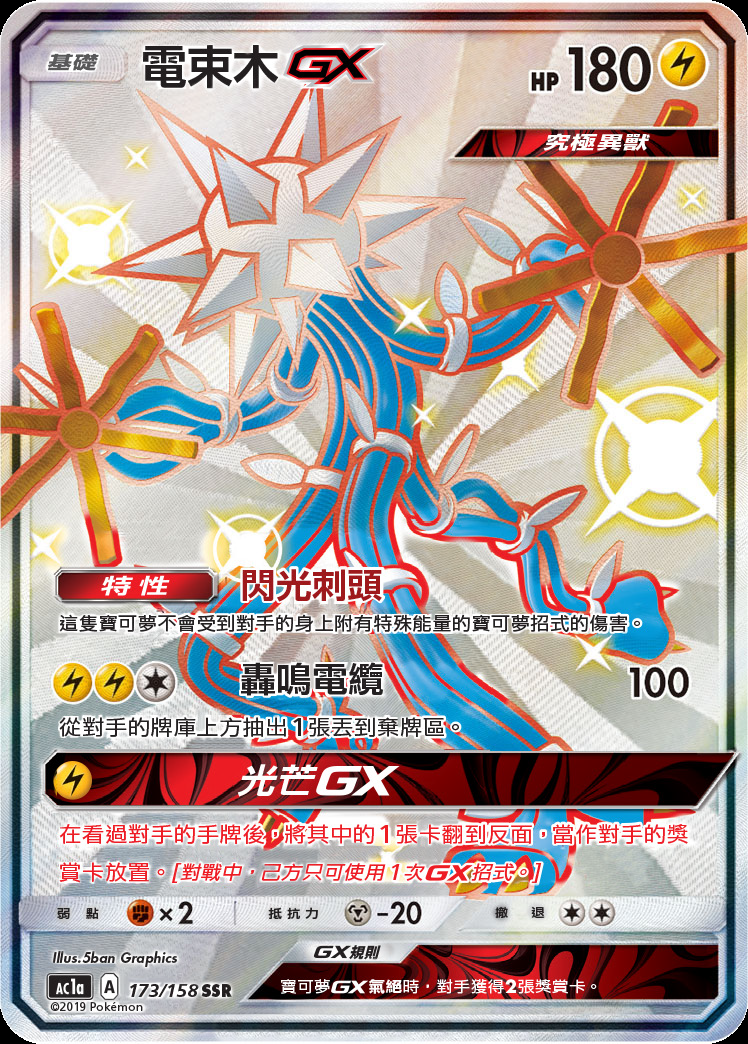 基礎 電束木GX HP 180
究極異獸
特性 閃光刺頭
這隻寶可夢不會受到對手的身上附有特殊能量的寶可夢招式的傷害。
轟鳴電纜 100
從對手的牌庫上方抽出1張丟到棄牌區。
光芒GX
在看過對手的手牌後,將其中的1張卡翻到反面,當作對手的獎
賞卡放置。[對戰中,己方只可使用1次GX招式。]
弱點 ×2 抵抗力 -20 撤退
Illus.5ban Graphics
GX規則
AC1a A 173/158 SSR
寶可夢GX氣絕時,對手獲得2張獎賞卡。
©2019 Pokémon